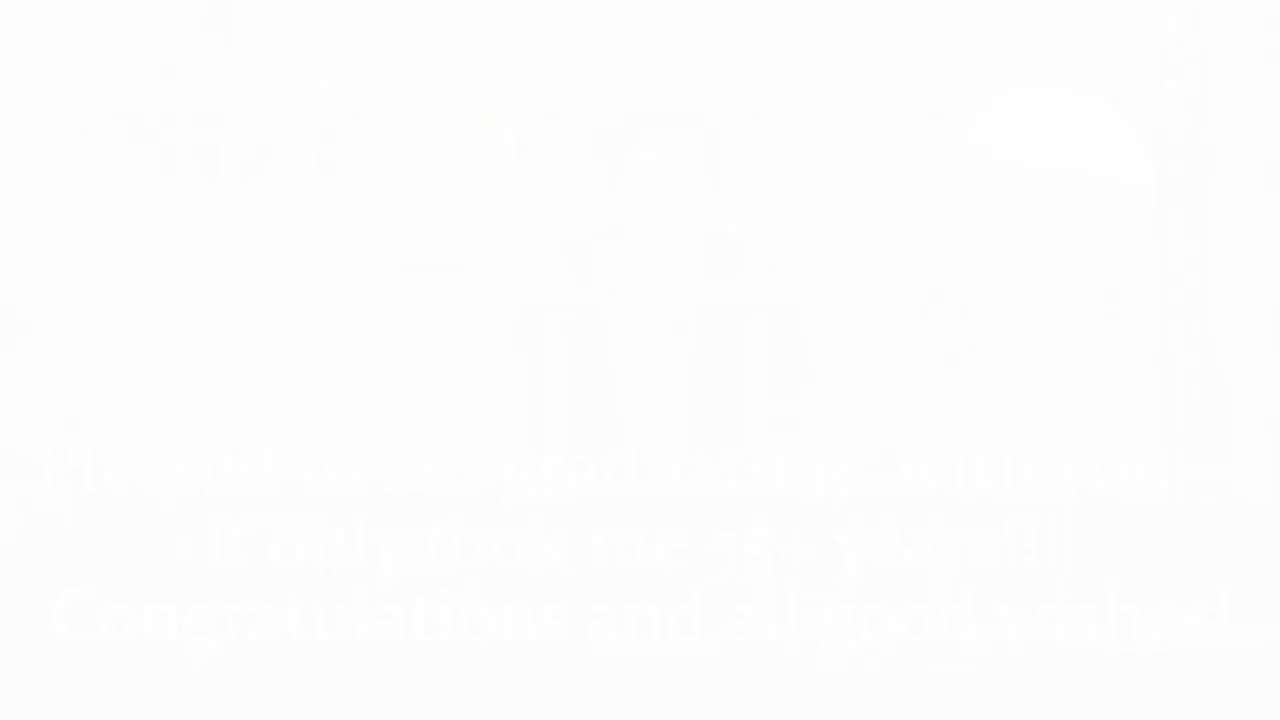 Pleased to be "graduating" with you –
it only took me 55+ years!!!
Congratulations and all good wishes!